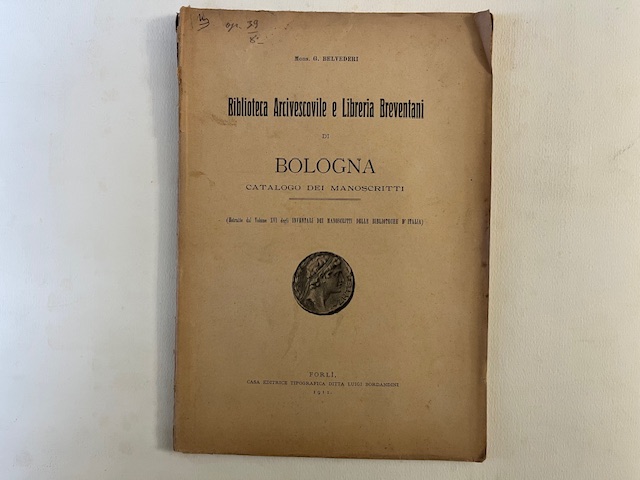 Mons. G. BELVEDERI
Biblioteca Arcivescovile e Libreria Breventani
DI
BOLOGNA
CATALOGO DEI MANOSCRITTI
(Estratto dal Volume XVI degli INVENTARI DEI MANOSCRITTI DELLE BIBLIOTECHE D'ITALIA)
FORLÌ,
CASA EDITRICE TIPOGRAFICA DITTA LUIGI BORDANDINI